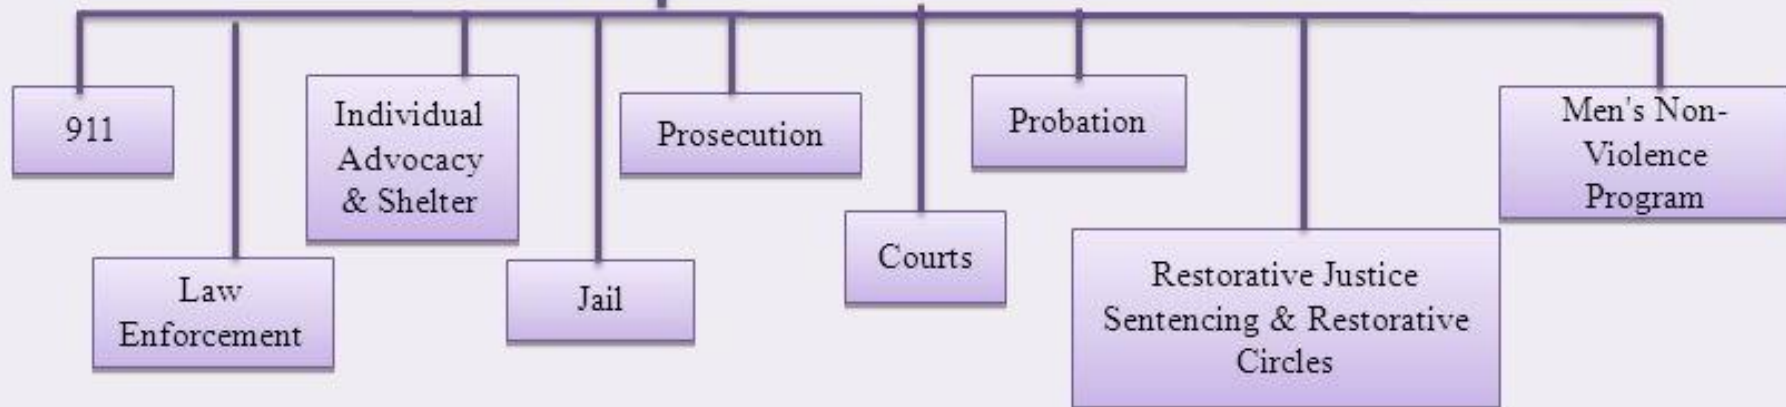 911
Law
Enforcement
Individual
Advocacy
& Shelter
Jail
Prosecution
Courts
Probation
Restorative Justice
Sentencing & Restorative
Circles
Men's Non-
Violence
Program